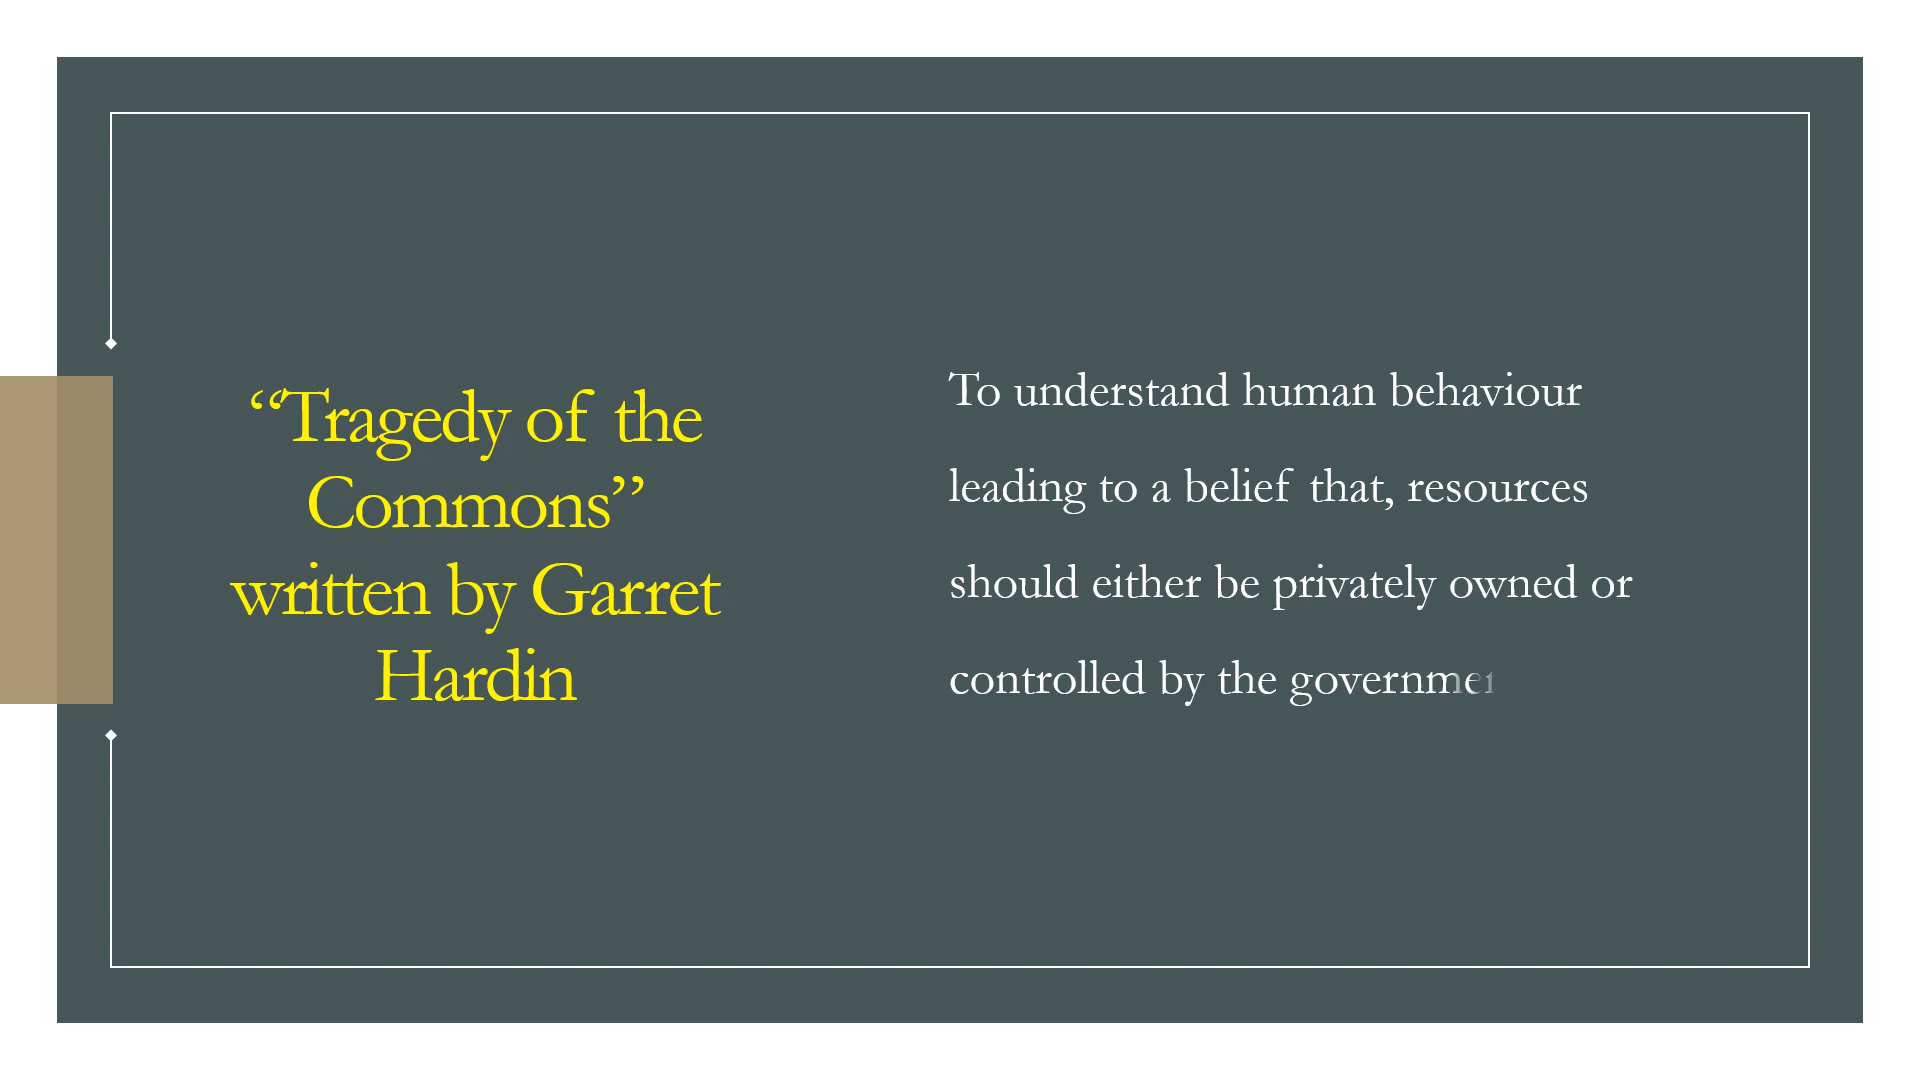 “Tragedy of the
Commons”
written by Garret
Hardin
To understand human behaviour
leading to a belief that, resources
should either be privately owned or
controlled by the